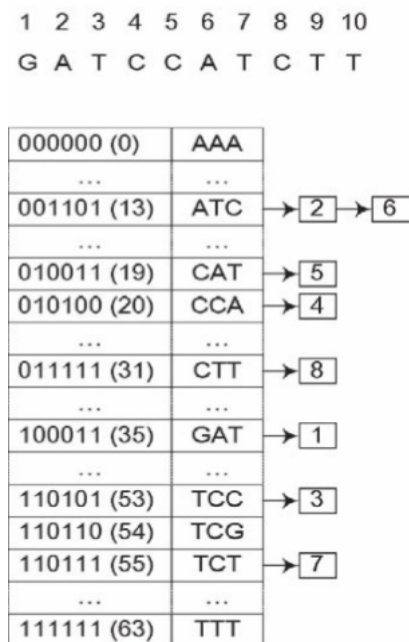 1 2 3 4 5 6 7 8 9 10
G A T C C A T C T T
000000 (0) AAA
... ...
001101 (13) ATC 2 6
... ...
010011 (19) CAT 5
010100 (20) CCA 4
... ...
011111 (31) CTT 8
... ...
100011 (35) GAT 1
... ...
110101 (53) TCC 3
110110 (54) TCG
110111 (55) TCT 7
... ...
111111 (63) TTT